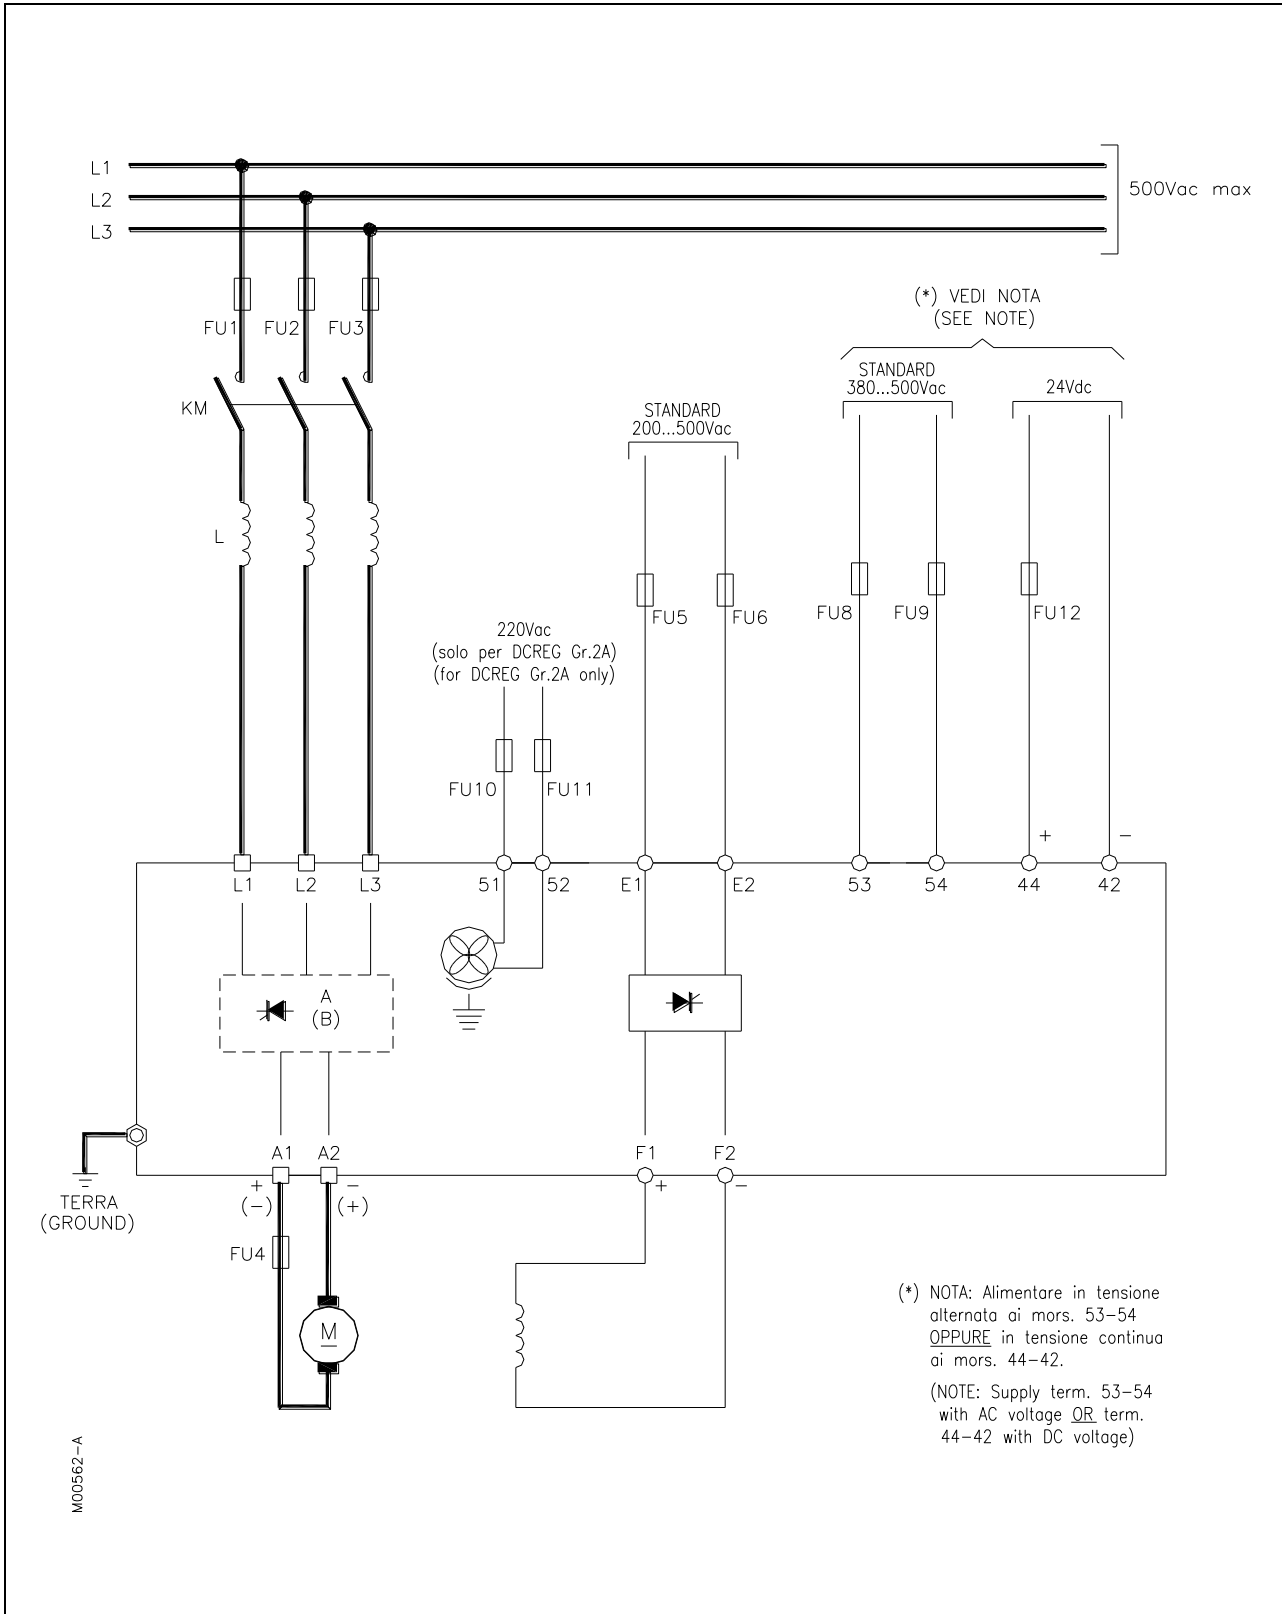 L1
L2
L3
500Vac max
FU1
FU2
FU3
(*) VEDI NOTA
(SEE NOTE)
STANDARD
380...500Vac
24Vdc
KM
STANDARD
200...500Vac
L
FU5
FU6
FU8
FU9
FU12
220Vac
(solo per DCREG Gr.2A)
(for DCREG Gr.2A only)
FU10
FU11
+
-
L1
L2
L3
51
52
E1
E2
53
54
44
42
A
(B)
A1
A2
F1
F2
+
(-)
-
(+)
+
-
TERRA
(GROUND)
FU4
M
(*) NOTA: Alimentare in tensione
alternata ai mors. 53-54
OPPURE in tensione continua
ai mors. 44-42.
(NOTE: Supply term. 53-54
with AC voltage OR term.
44-42 with DC voltage)
M00562-A